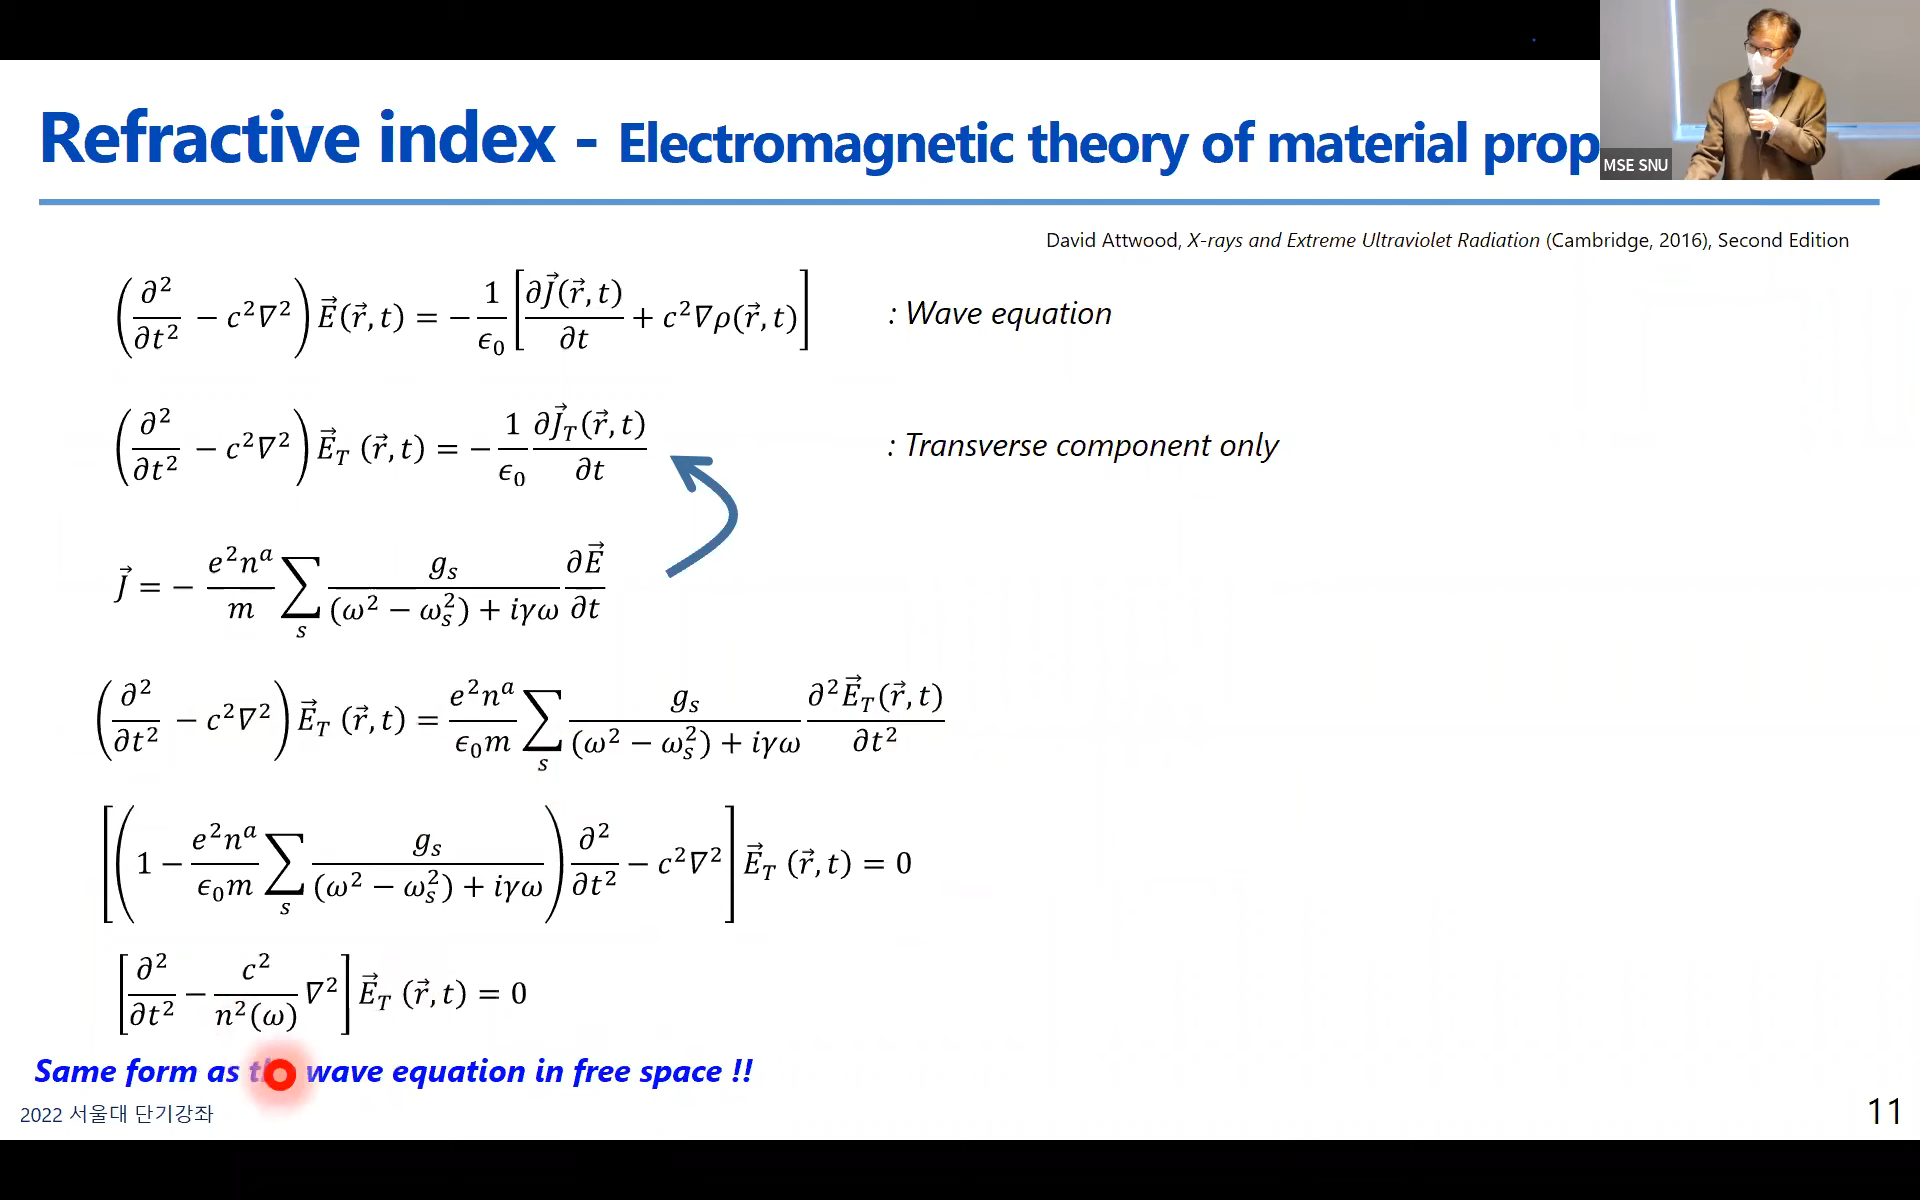 Refractive index - Electromagnetic theory of material prop
MSE SNU
David Attwood, X-rays and Extreme Ultraviolet Radiation (Cambridge, 2016), Second Edition
(∂²/∂t² − c²∇²) E⃗(r⃗, t) = − 1/ϵ₀ [∂J⃗(r⃗, t)/∂t + c²∇ρ(r⃗, t)] : Wave equation
(∂²/∂t² − c²∇²) E⃗_T (r⃗, t) = − 1/ϵ₀ ∂J⃗_T(r⃗, t)/∂t : Transverse component only
J⃗ = − e²nᵃ/m ∑_s g_s/((ω² − ω_s²) + iγω) ∂E⃗/∂t
(∂²/∂t² − c²∇²) E⃗_T (r⃗, t) = e²nᵃ/ϵ₀m ∑_s g_s/((ω² − ω_s²) + iγω) ∂²E⃗_T(r⃗, t)/∂t²
[(1 − e²nᵃ/ϵ₀m ∑_s g_s/((ω² − ω_s²) + iγω)) ∂²/∂t² − c²∇²] E⃗_T (r⃗, t) = 0
[∂²/∂t² − c²/n²(ω) ∇²] E⃗_T (r⃗, t) = 0
Same form as the wave equation in free space !!
2022 서울대 단기강좌
11